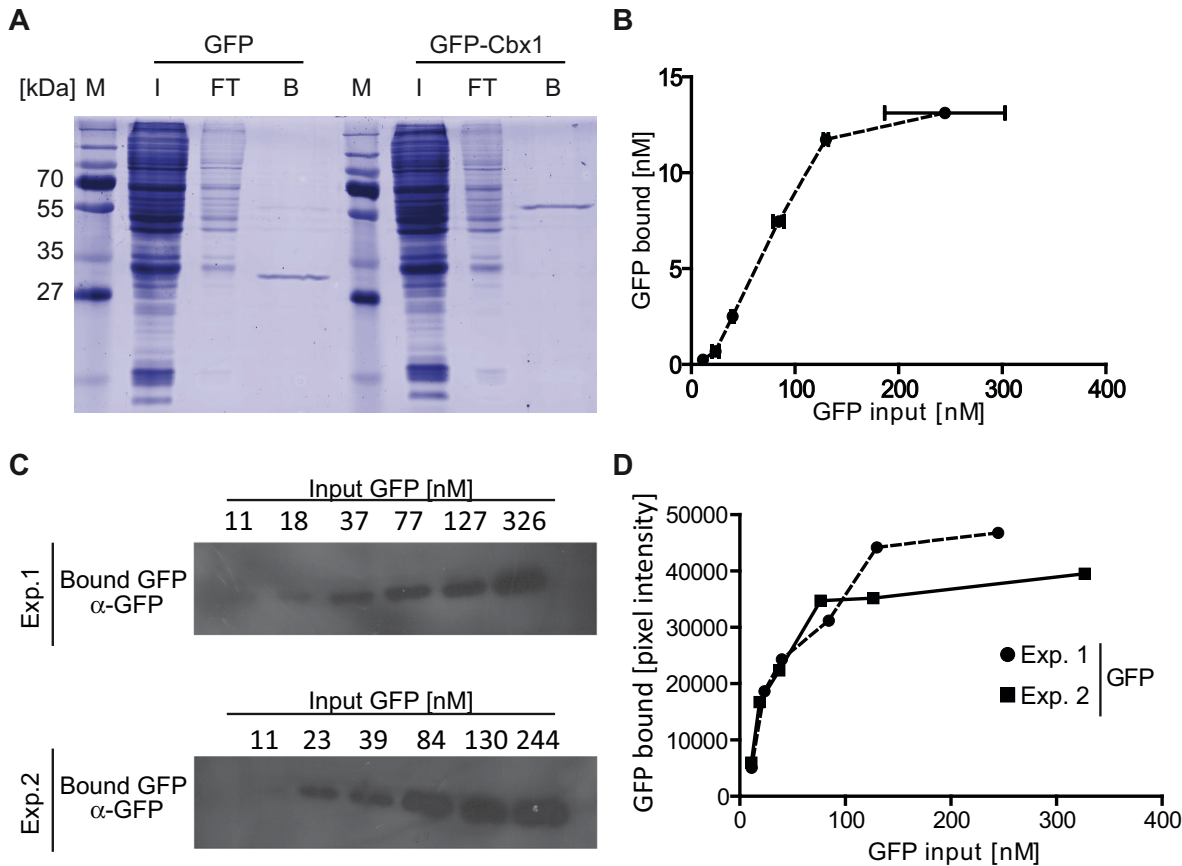 A
GFP
GFP-Cbx1
[kDa] M I FT B M I FT B
70
55
35
27
B
15
10
5
0
0 100 200 300 400
GFP bound [nM]
GFP input [nM]
C
Input GFP [nM]
11 18 37 77 127 326
Exp.1
Bound GFP
α-GFP
Input GFP [nM]
11 23 39 84 130 244
Exp.2
Bound GFP
α-GFP
D
50000
40000
30000
20000
10000
0
0 100 200 300 400
GFP bound [pixel intensity]
GFP input [nM]
Exp. 1
Exp. 2
GFP